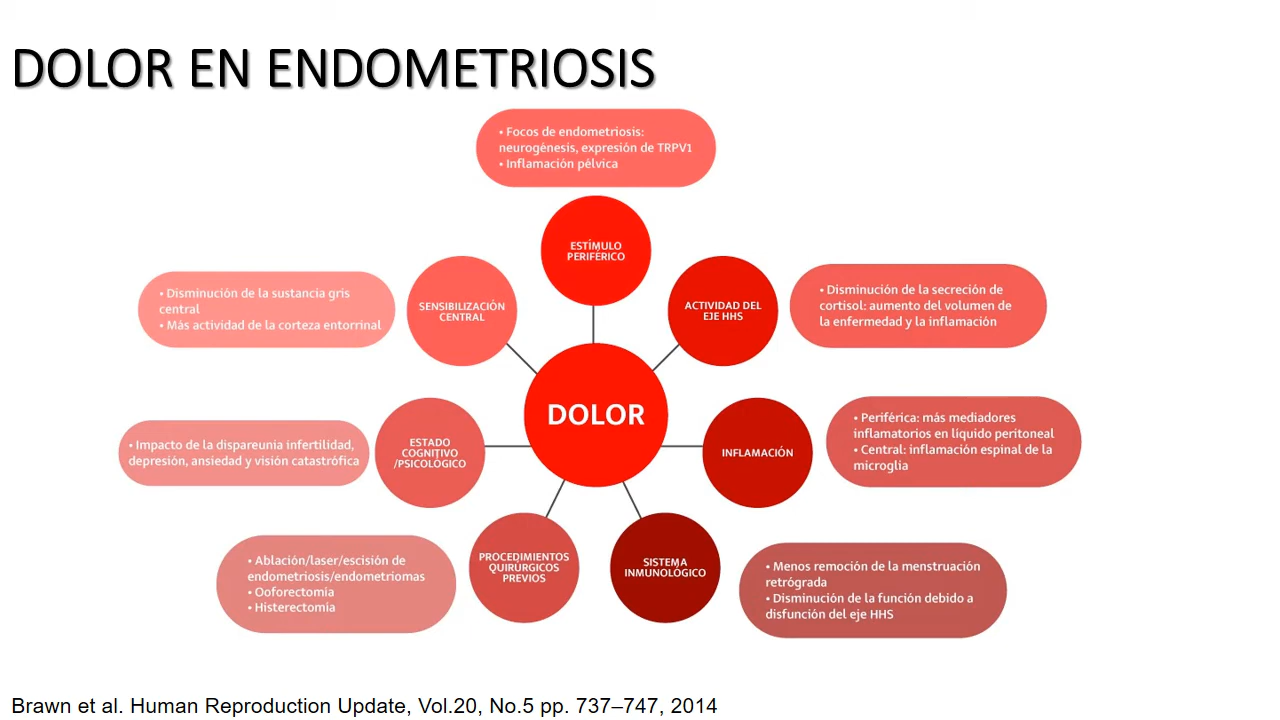 DOLOR EN ENDOMETRIOSIS
• Focos de endometriosis:
neurogénesis, expresión de TRPV1
• Inflamación pélvica
ESTÍMULO
PERIFÉRICO
SENSIBILIZACIÓN
CENTRAL
• Disminución de la sustancia gris
central
• Más actividad de la corteza entorrinal
ACTIVIDAD DEL
EJE HHS
• Disminución de la secreción de
cortisol: aumento del volumen de
la enfermedad y la inflamación
DOLOR
ESTADO
COGNITIVO
/PSICOLÓGICO
• Impacto de la dispareunia infertilidad,
depresión, ansiedad y visión catastrófica
INFLAMACIÓN
• Periférica: más mediadores
inflamatorios en líquido peritoneal
• Central: inflamación espinal de la
microglia
PROCEDIMIENTOS
QUIRÚRGICOS
PREVIOS
• Ablación/laser/escisión de
endometriosis/endometriomas
• Ooforectomía
• Histerectomía
SISTEMA
INMUNOLÓGICO
• Menos remoción de la menstruación
retrógrada
• Disminución de la función debido a
disfunción del eje HHS
Brawn et al. Human Reproduction Update, Vol.20, No.5 pp. 737–747, 2014